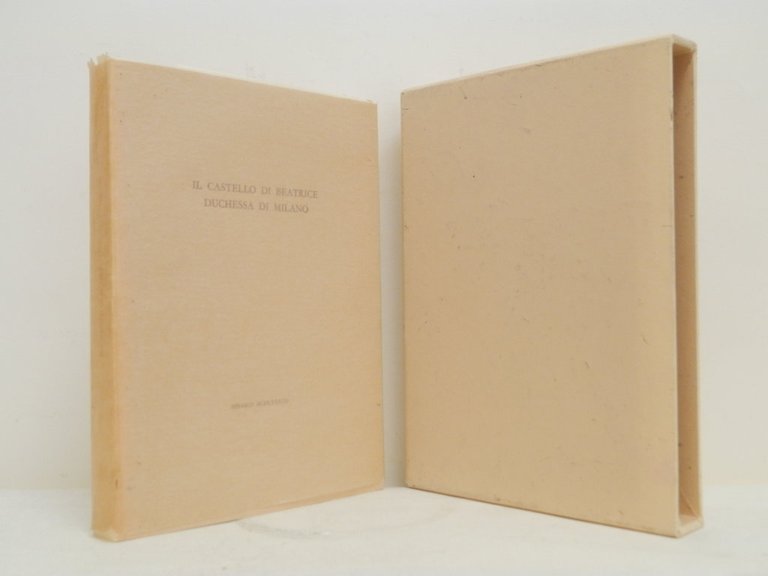 IL CASTELLO DI BEATRICE
DUCHESSA DI MILANO